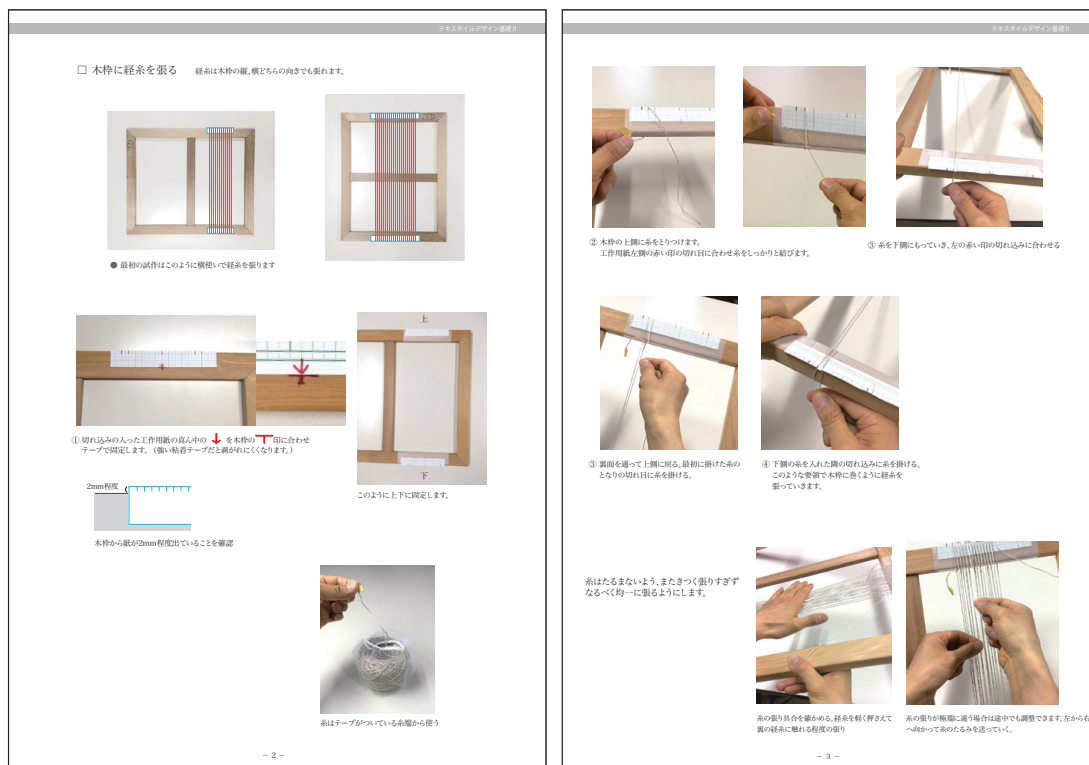 テキスタイルデザイン基礎Ⅱ
□ 木枠に経糸を張る
経糸は木枠の縦、横どちらの向きでも張れます。
● 最初の試作はこのように横使いで経糸を張ります
① 切れ込みの入った工作用紙の真ん中の ↓ を木枠の 印に合わせ
テープで固定します。（強い粘着テープだと剥がれにくくなります。）
上
下
このように上下に固定します。
2mm程度
木枠から紙が2mm程度出ていることを確認
糸はテープがついている糸端から使う
− 2 −
テキスタイルデザイン基礎Ⅱ
② 木枠の上側に糸をとりつけます。
工作用紙左側の赤い印の切れ目に合わせ糸をしっかりと結びます。
③ 糸を下側にもっていき、左の赤い印の切れ込みに合わせる
③ 裏面を通って上側に戻る。最初に掛けた糸の
となりの切れ目に糸を掛ける。
④ 下側の糸を入れた隣の切れ込みに糸を掛ける。
このような要領で木枠に巻くように経糸を
張っていきます。
糸はたるまないよう、またきつく張りすぎず
なるべく均一に張るようにします。
糸の張り具合を確かめる。経糸を軽く押さえて
裏の経糸に触れる程度の張り
糸の張りが極端に違う場合は途中でも調整できます。左から右
へ向かって糸のたるみを送っていく。
− 3 −